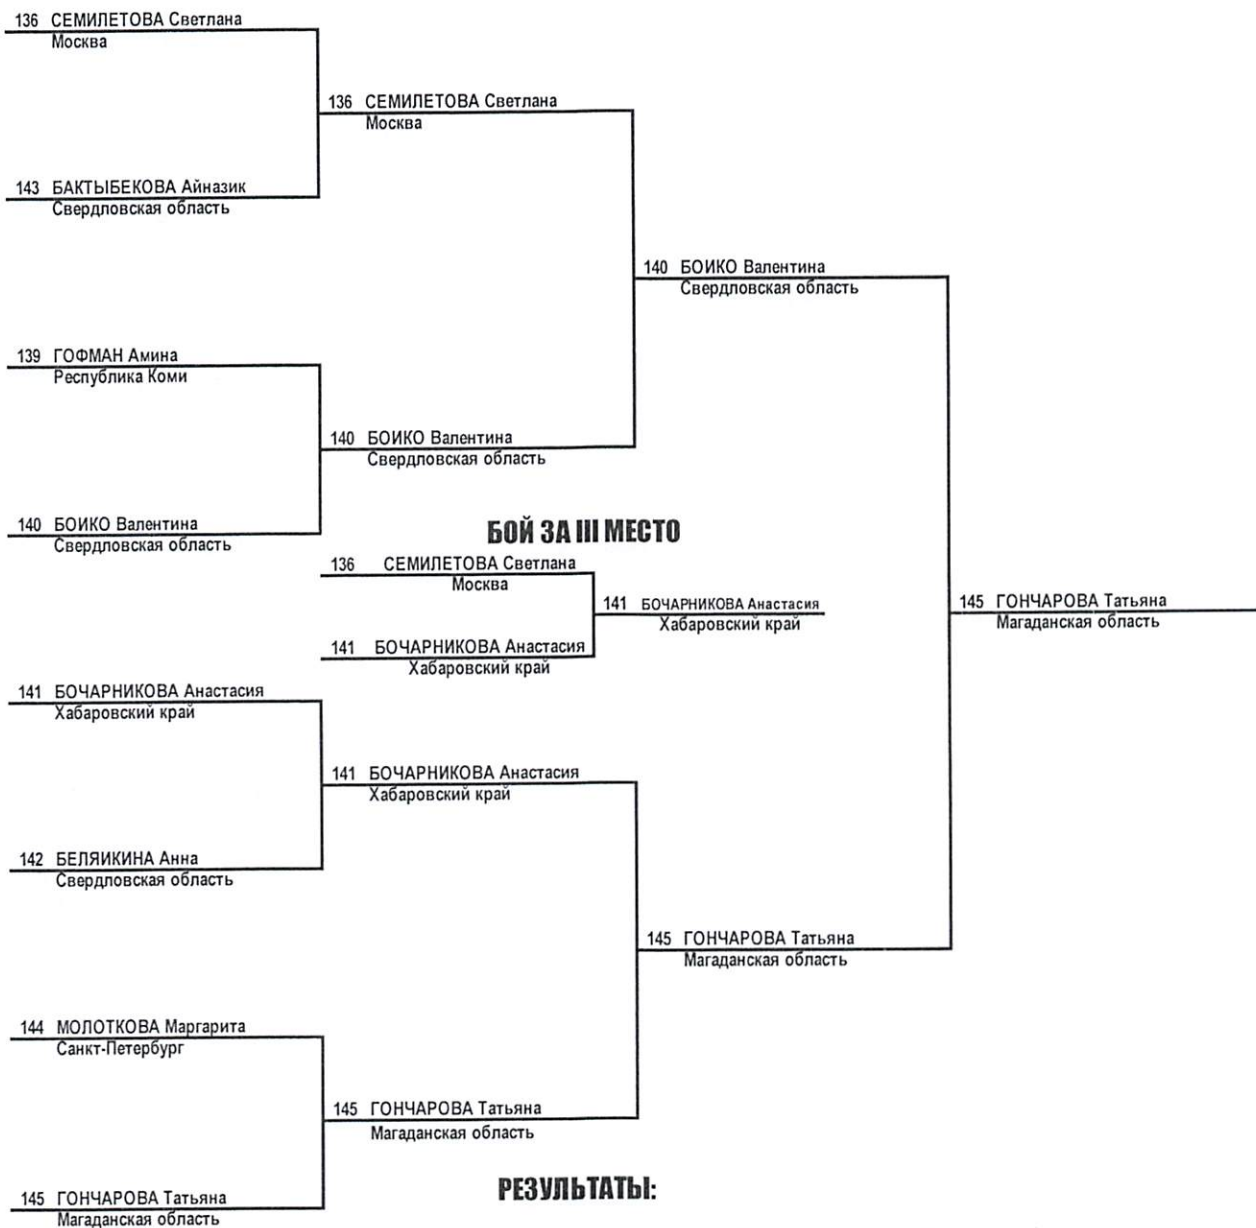 136 СЕМИЛЕТОВА Светлана
Москва
136 СЕМИЛЕТОВА Светлана
Москва
143 БАКТЫБЕКОВА Айназик
Свердловская область
140 БОИКО Валентина
Свердловская область
139 ГОФМАН Амина
Республика Коми
140 БОИКО Валентина
Свердловская область
140 БОИКО Валентина
Свердловская область
БОЙ ЗА III МЕСТО
136 СЕМИЛЕТОВА Светлана
Москва
141 БОЧАРНИКОВА Анастасия
Хабаровский край
145 ГОНЧАРОВА Татьяна
Магаданская область
141 БОЧАРНИКОВА Анастасия
Хабаровский край
141 БОЧАРНИКОВА Анастасия
Хабаровский край
141 БОЧАРНИКОВА Анастасия
Хабаровский край
142 БЕЛЯИКИНА Анна
Свердловская область
145 ГОНЧАРОВА Татьяна
Магаданская область
144 МОЛОТКОВА Маргарита
Санкт-Петербург
145 ГОНЧАРОВА Татьяна
Магаданская область
РЕЗУЛЬТАТЫ:
145 ГОНЧАРОВА Татьяна
Магаданская область